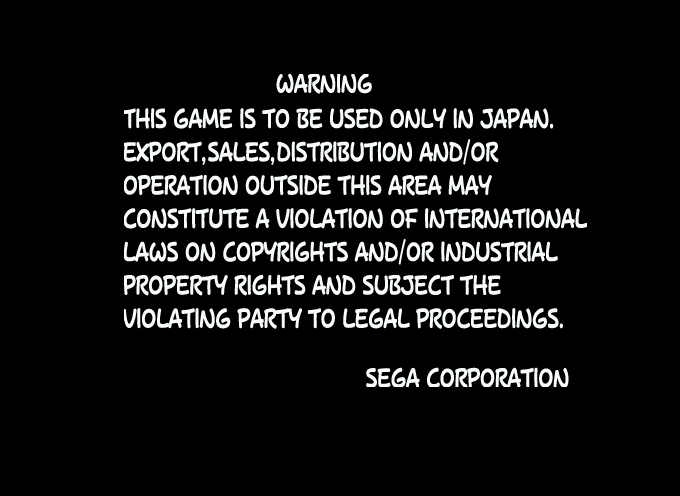 WARNING
THIS GAME IS TO BE USED ONLY IN JAPAN.
EXPORT,SALES,DISTRIBUTION AND/OR
OPERATION OUTSIDE THIS AREA MAY
CONSTITUTE A VIOLATION OF INTERNATIONAL
LAWS ON COPYRIGHTS AND/OR INDUSTRIAL
PROPERTY RIGHTS AND SUBJECT THE
VIOLATING PARTY TO LEGAL PROCEEDINGS.
SEGA CORPORATION